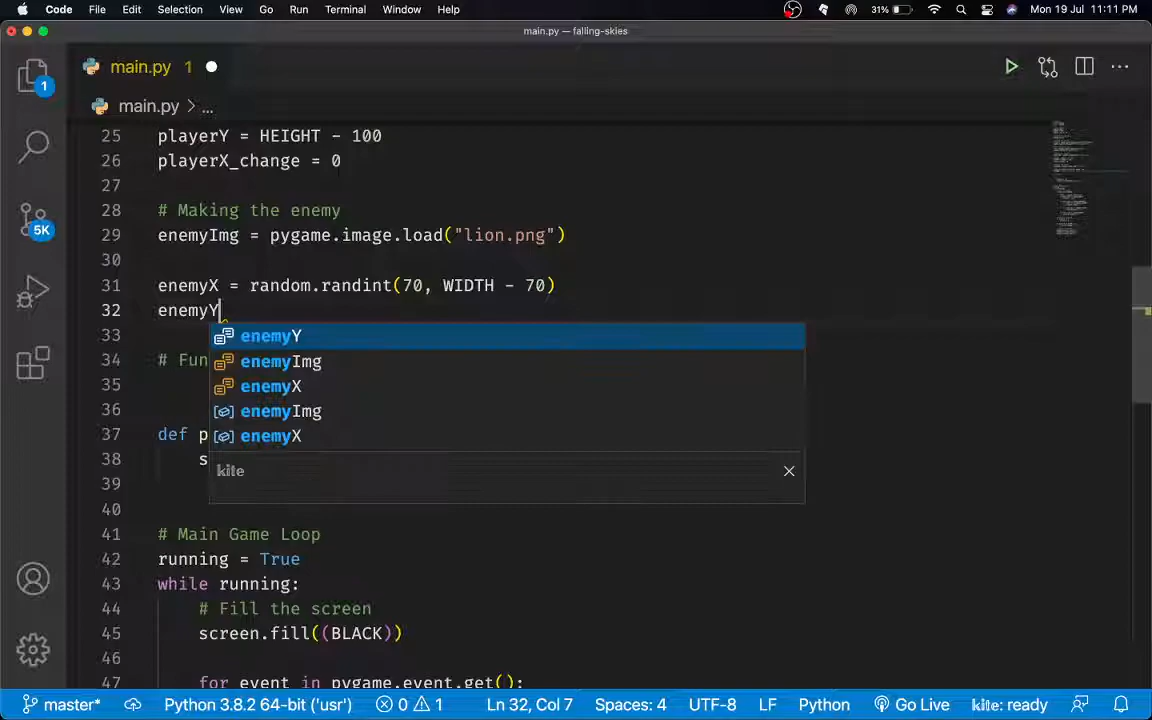 Code File Edit Selection View Go Run Terminal Window Help 31% Mon 19 Jul 11:11 PM
main.py — falling-skies
main.py 1
main.py > ...
25 playerY = HEIGHT - 100
26 playerX_change = 0
27
28 # Making the enemy
29 enemyImg = pygame.image.load("lion.png")
30
31 enemyX = random.randint(70, WIDTH - 70)
32 enemyY
33 enemyY
34 # Fun enemyImg
35 enemyX
36 enemyImg
37 def p enemyX
38 s kite
39
40
41 # Main Game Loop
42 running = True
43 while running:
44 # Fill the screen
45 screen.fill((BLACK))
46
47 for event in pygame.event.get():
1
5K
master* Python 3.8.2 64-bit ('usr') 0 1 Ln 32, Col 7 Spaces: 4 UTF-8 LF Python Go Live kite: ready